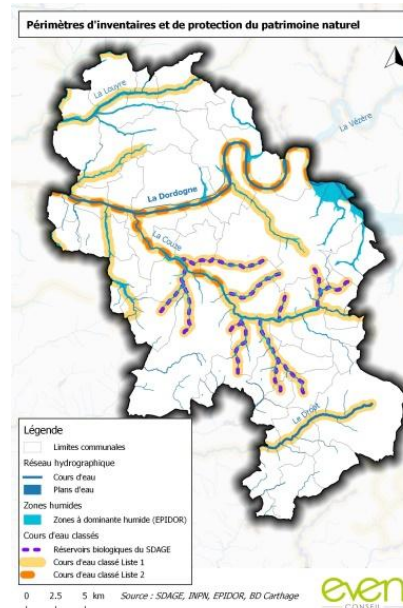 Périmètres d'inventaires et de protection du patrimoine naturel
La Louyre
La Vézère
La Dordogne
La Couze
Le Dropt
Légende
Limites communales
Réseau hydrographique
Cours d'eau
Plans d'eau
Zones humides
Zones à dominante humide (EPIDOR)
Cours d'eau classés
Réservoirs biologiques du SDAGE
Cours d'eau classé Liste 1
Cours d'eau classé Liste 2
0 2.5 5 km Source : SDAGE, INPN, EPIDOR, BD Carthage
even
CONSEIL